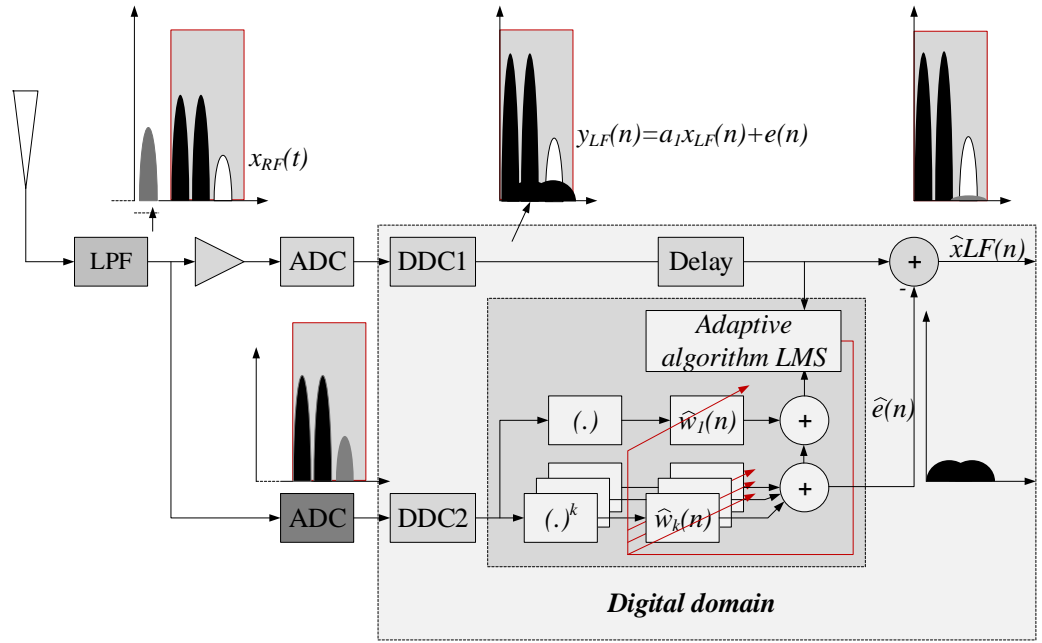 x_RF(t)
y_LF(n)=a_1x_LF(n)+e(n)
LPF
ADC
DDC1
Delay
+
x̂LF(n)
-
Adaptive
algorithm LMS
ê(n)
(.)
ŵ_1(n)
+
ADC
DDC2
(.)^k
ŵ_k(n)
+
Digital domain